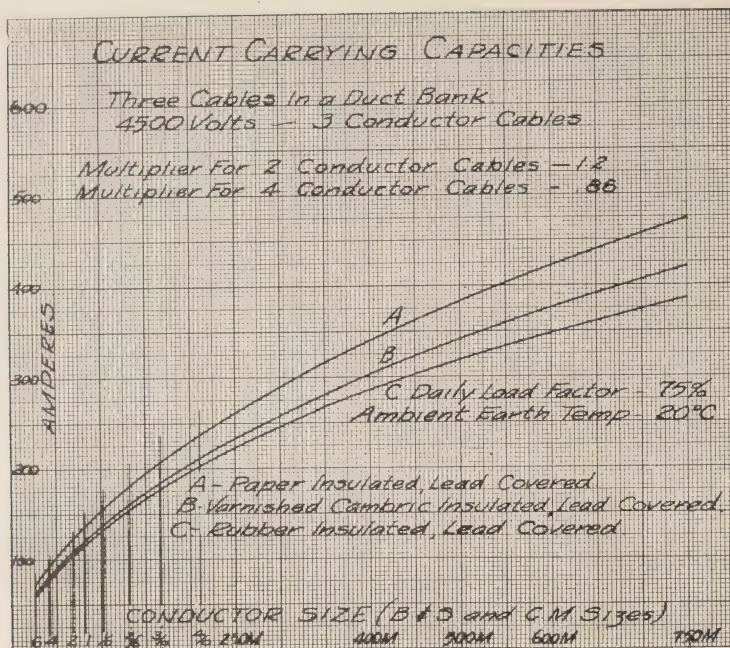 CURRENT CARRYING CAPACITIES
600
Three Cables In a Duct Bank
4500 Volts — 3 Conductor Cables
Multiplier For 2 Conductor Cables — 1.2
500
Multiplier For 4 Conductor Cables - .86
400
A
AMPERES
B
300
C Daily Load Factor - 75%
Ambient Earth Temp - 20°C
200
A - Paper Insulated, Lead Covered
B - Varnished Cambric Insulated, Lead Covered.
C - Rubber Insulated, Lead Covered
100
CONDUCTOR SIZE (B & S and C M Sizes)
6 4 2 1 250M 400M 500M 600M 750M